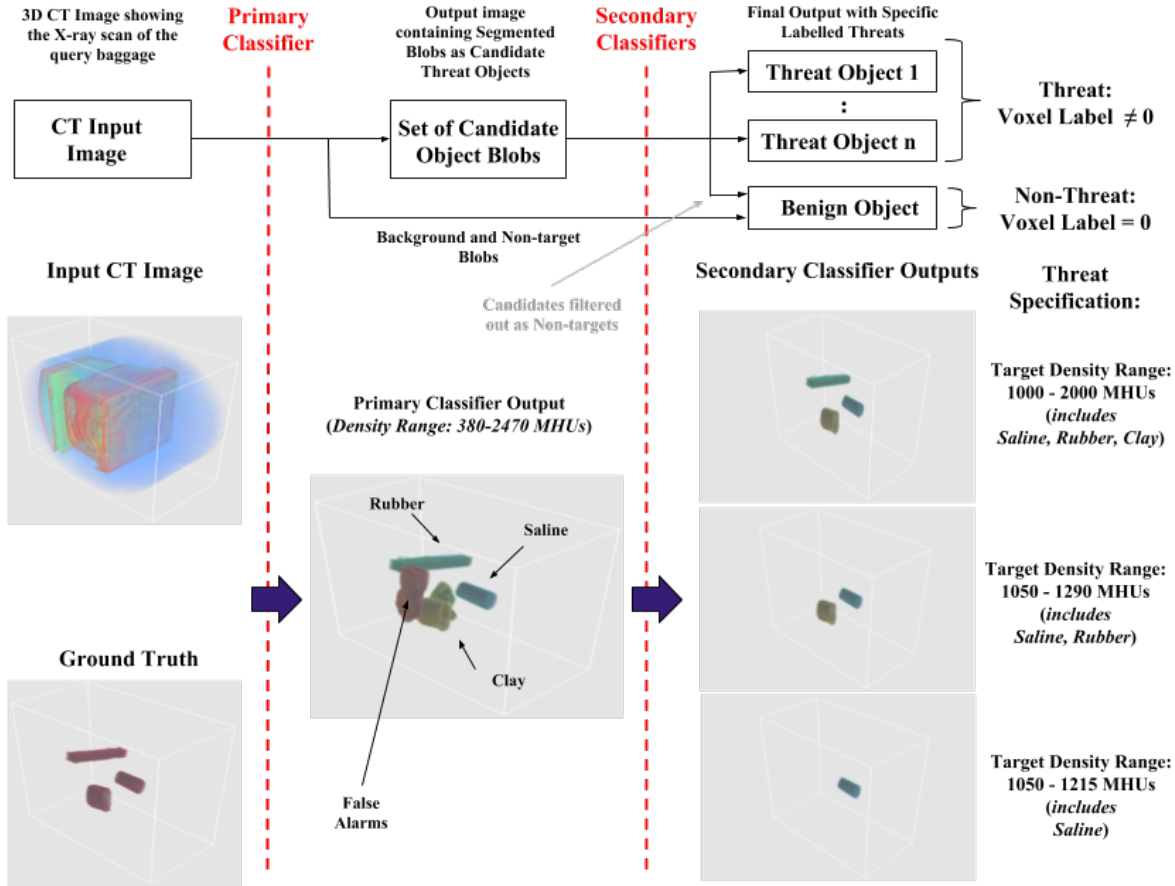 3D CT Image showing
the X-ray scan of the
query baggage
Primary
Classifier
Output image
containing Segmented
Blobs as Candidate
Threat Objects
Secondary
Classifiers
Final Output with Specific
Labelled Threats
CT Input
Image
Set of Candidate
Object Blobs
Threat Object 1
:
Threat Object n
Benign Object
Threat:
Voxel Label ≠ 0
Non-Threat:
Voxel Label = 0
Background and Non-target
Blobs
Candidates filtered
out as Non-targets
Input CT Image
Primary Classifier Output
(Density Range: 380-2470 MHUs)
Rubber
Saline
Clay
False
Alarms
Ground Truth
Secondary Classifier Outputs
Threat
Specification:
Target Density Range:
1000 - 2000 MHUs
(includes
Saline, Rubber, Clay)
Target Density Range:
1050 - 1290 MHUs
(includes
Saline, Rubber)
Target Density Range:
1050 - 1215 MHUs
(includes
Saline)